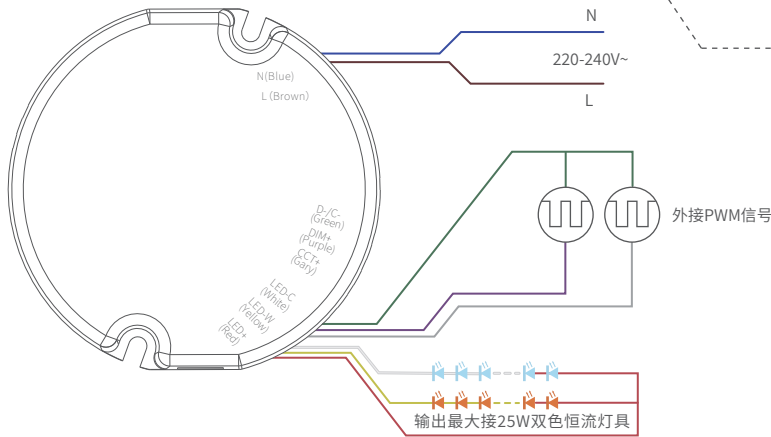 N
220-240V~
L
N(Blue)
L (Brown)
D-/C-
(Green)
DIM+
(Purple)
CCT+
(Gary)
LED-C
(White)
LED-W
(Yellow)
LED+
(Red)
外接PWM信号
输出最大接25W双色恒流灯具